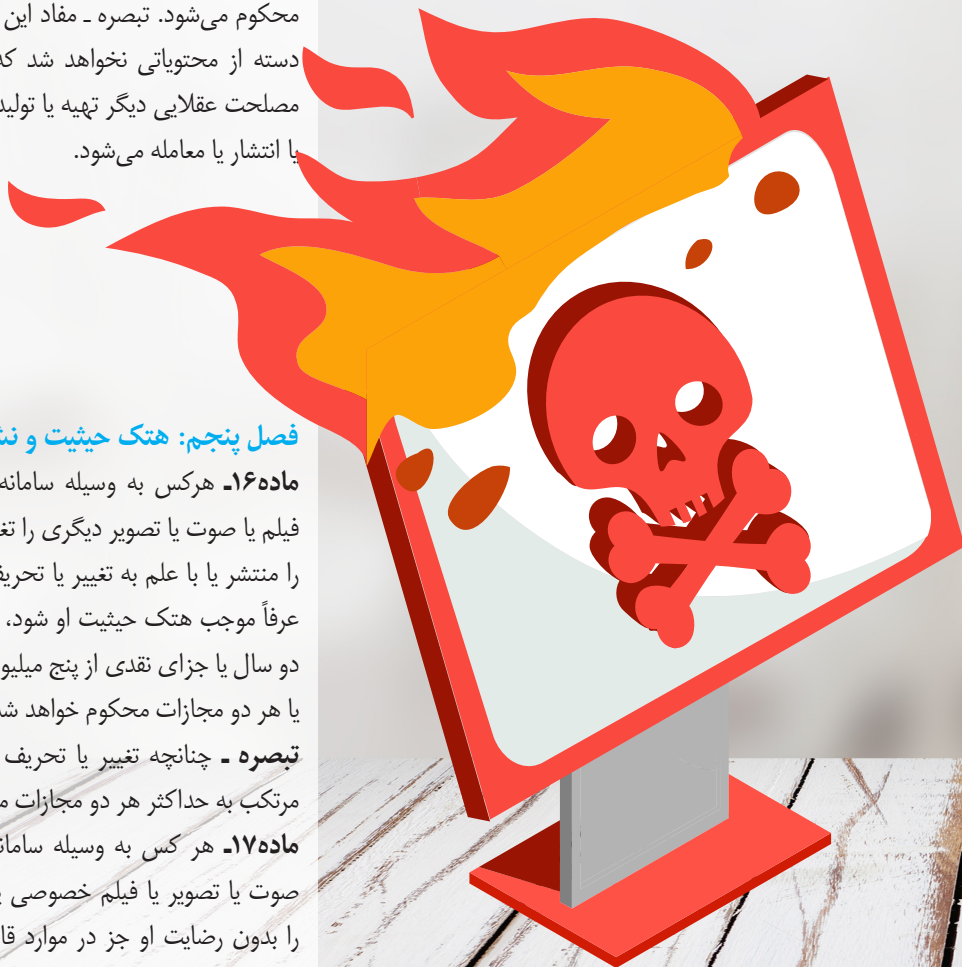 محکوم می‌شود. تبصره ـ مفاد این
دسته از محتویاتی نخواهد شد که
مصلحت عقلایی دیگر تهیه یا تولید
یا انتشار یا معامله می‌شود.
فصل پنجم: هتک حیثیت و
ماده۱۶ـ هرکس به وسیله سامانه
فیلم یا صوت یا تصویر دیگری را
را منتشر یا با علم به تغییر یا
عرفاً موجب هتک حیثیت او شود،
دو سال یا جزای نقدی از پنج
یا هر دو مجازات محکوم خواهد
تبصره ـ چنانچه تغییر یا تحریف
مرتکب به حداکثر هر دو مجازات
ماده۱۷ـ هر کس به وسیله
صوت یا تصویر یا فیلم خصوصی
را بدون رضایت او جز در موارد